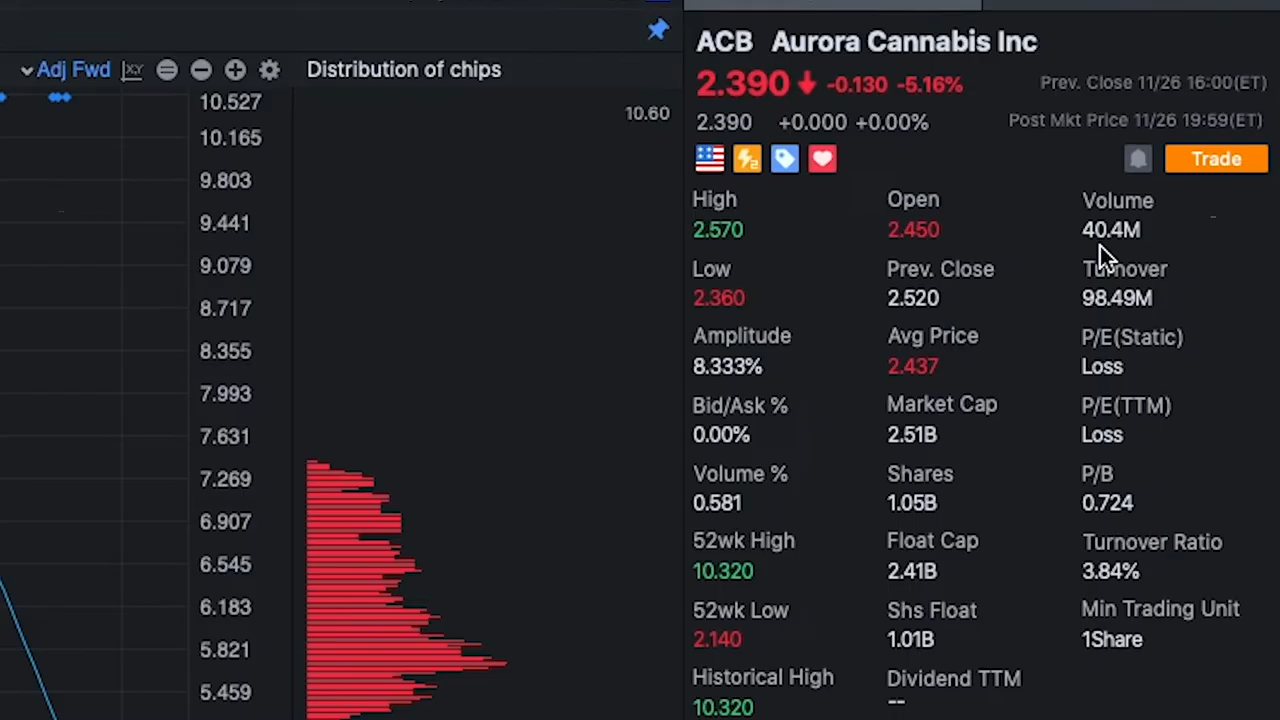 ACB Aurora Cannabis Inc
2.390 -0.130 -5.16% Prev. Close 11/26 16:00(ET)
2.390 +0.000 +0.00% Post Mkt Price 11/26 19:59(ET)
Trade
High Open Volume
2.570 2.450 40.4M
Low Prev. Close Turnover
2.360 2.520 98.49M
Amplitude Avg Price P/E(Static)
8.333% 2.437 Loss
Bid/Ask % Market Cap P/E(TTM)
0.00% 2.51B Loss
Volume % Shares P/B
0.581 1.05B 0.724
52wk High Float Cap Turnover Ratio
10.320 2.41B 3.84%
52wk Low Shs Float Min Trading Unit
2.140 1.01B 1Share
Historical High Dividend TTM
10.320 --
Adj Fwd X,Y Distribution of chips
10.60
10.527
10.165
9.803
9.441
9.079
8.717
8.355
7.993
7.631
7.269
6.907
6.545
6.183
5.821
5.459